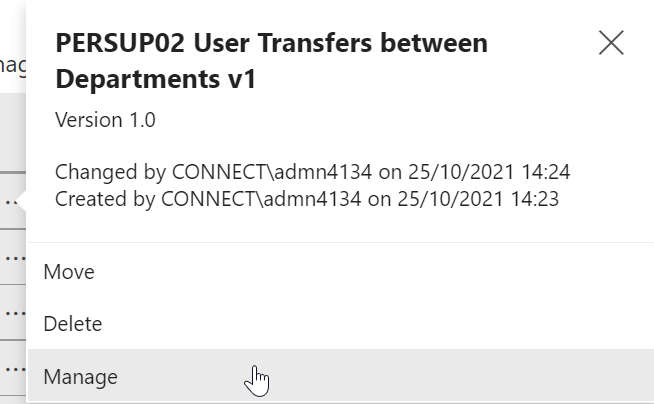 PERSUP02 User Transfers between
Departments v1
Version 1.0
Changed by CONNECT\admn4134 on 25/10/2021 14:24
Created by CONNECT\admn4134 on 25/10/2021 14:23
Move
Delete
Manage